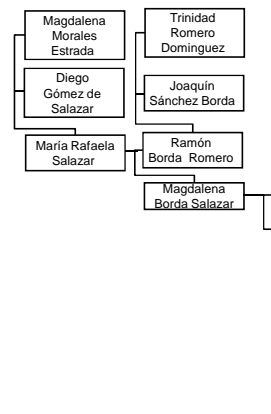 Magdalena
Morales
Estrada
Trinidad
Romero
Dominguez
Diego
Gómez de
Salazar
Joaquín
Sánchez Borda
María Rafaela
Salazar
Ramón
Borda Romero
Magdalena
Borda Salazar